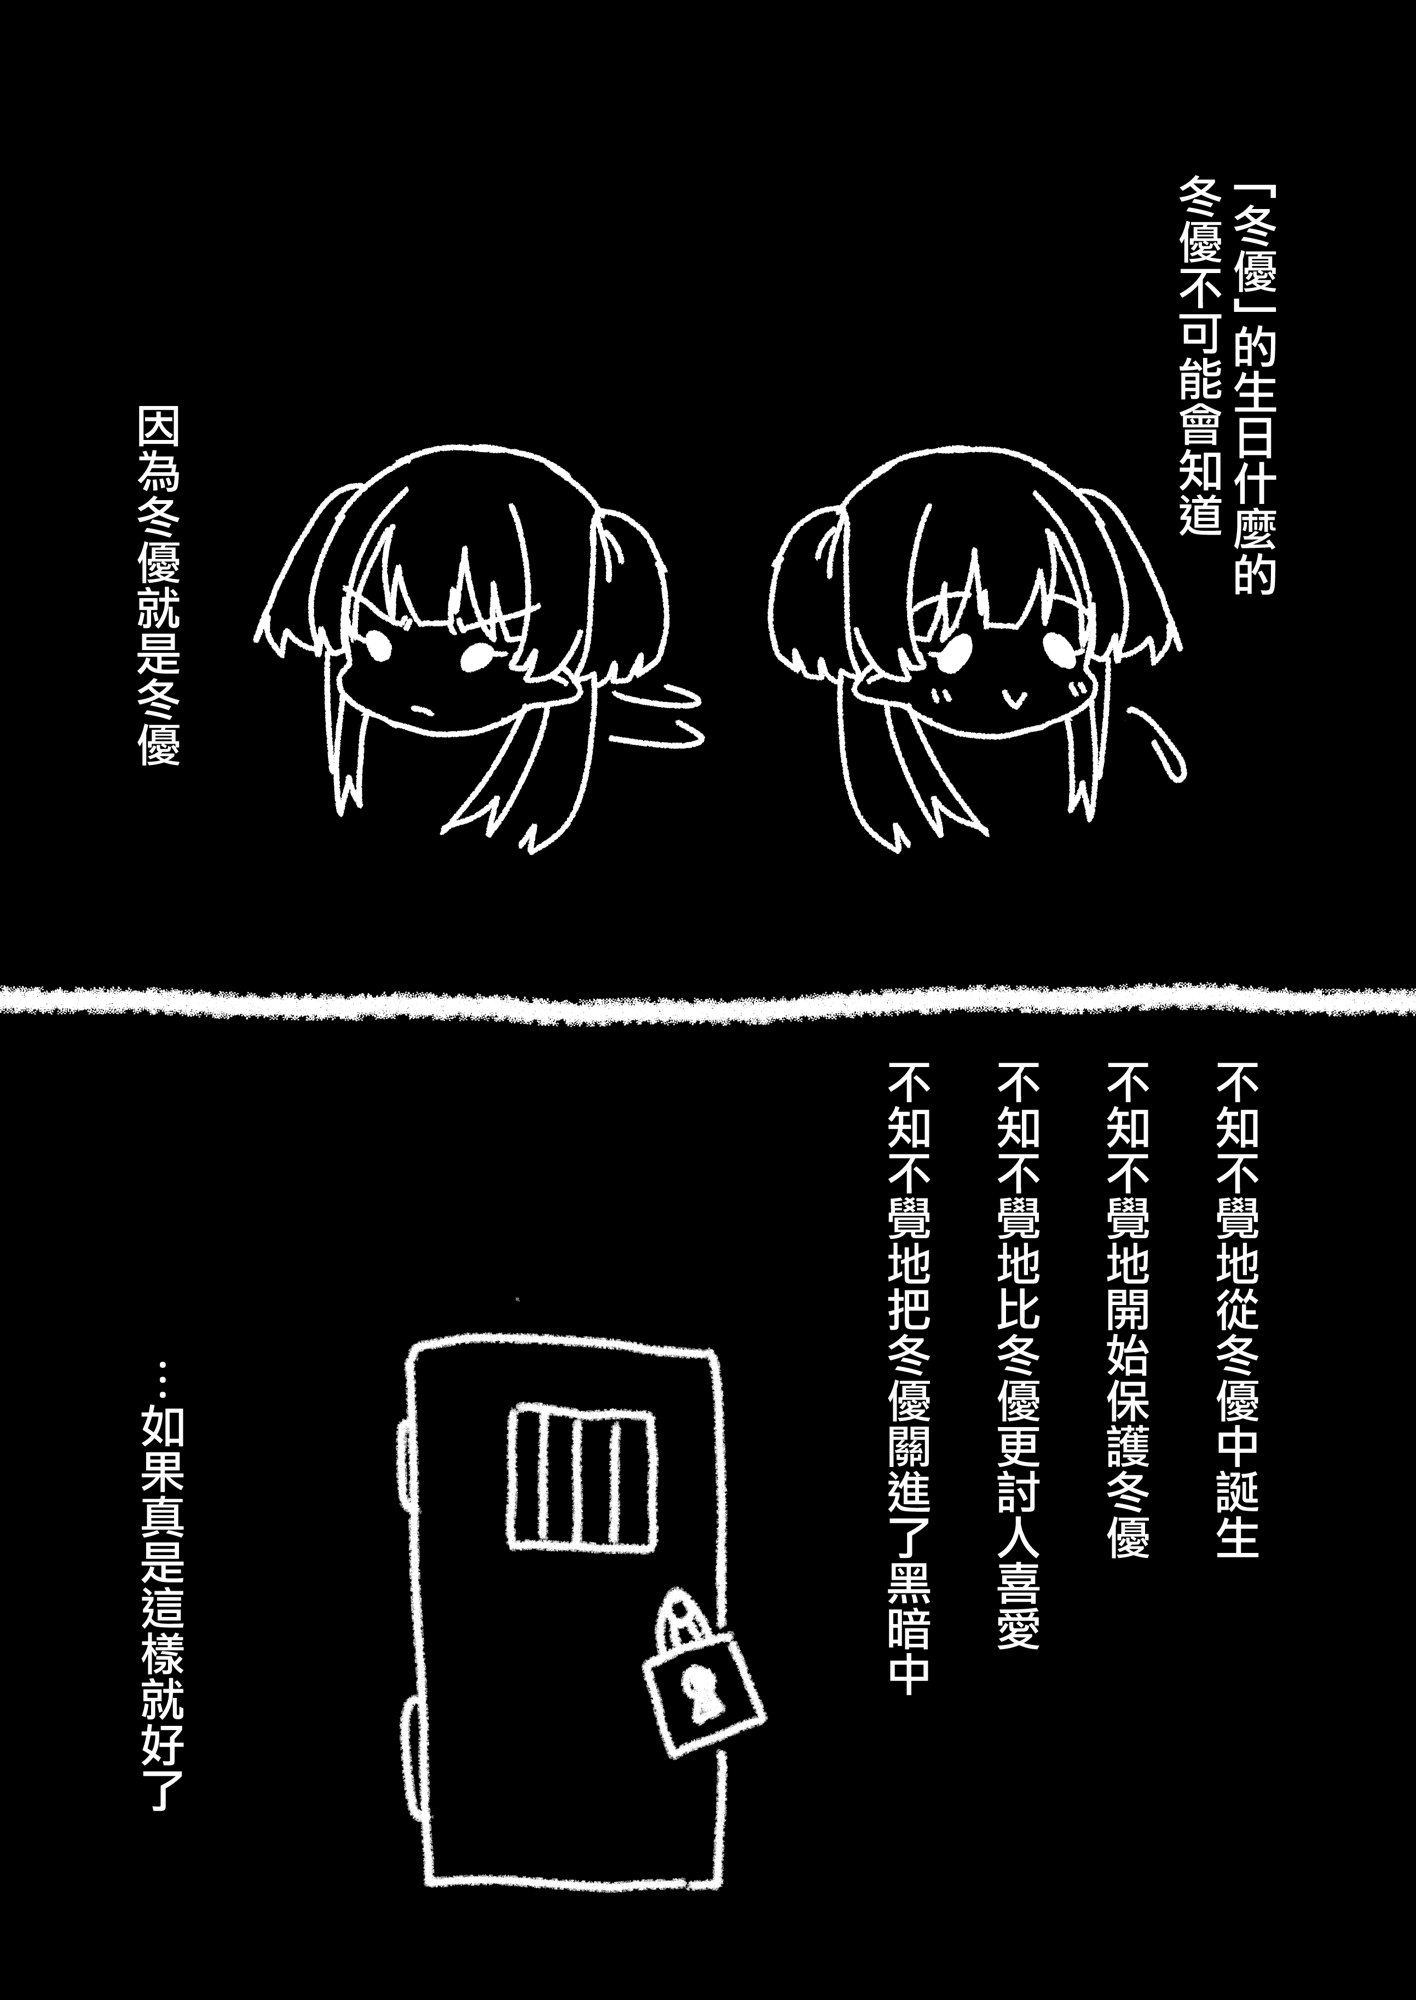 「冬優」的生日什麼的
冬優不可能會知道
因為冬優就是冬優
不知不覺地從冬優中誕生
不知不覺地開始保護冬優
不知不覺地比冬優更討人喜愛
不知不覺地把冬優關進了黑暗中
…如果真是這樣就好了